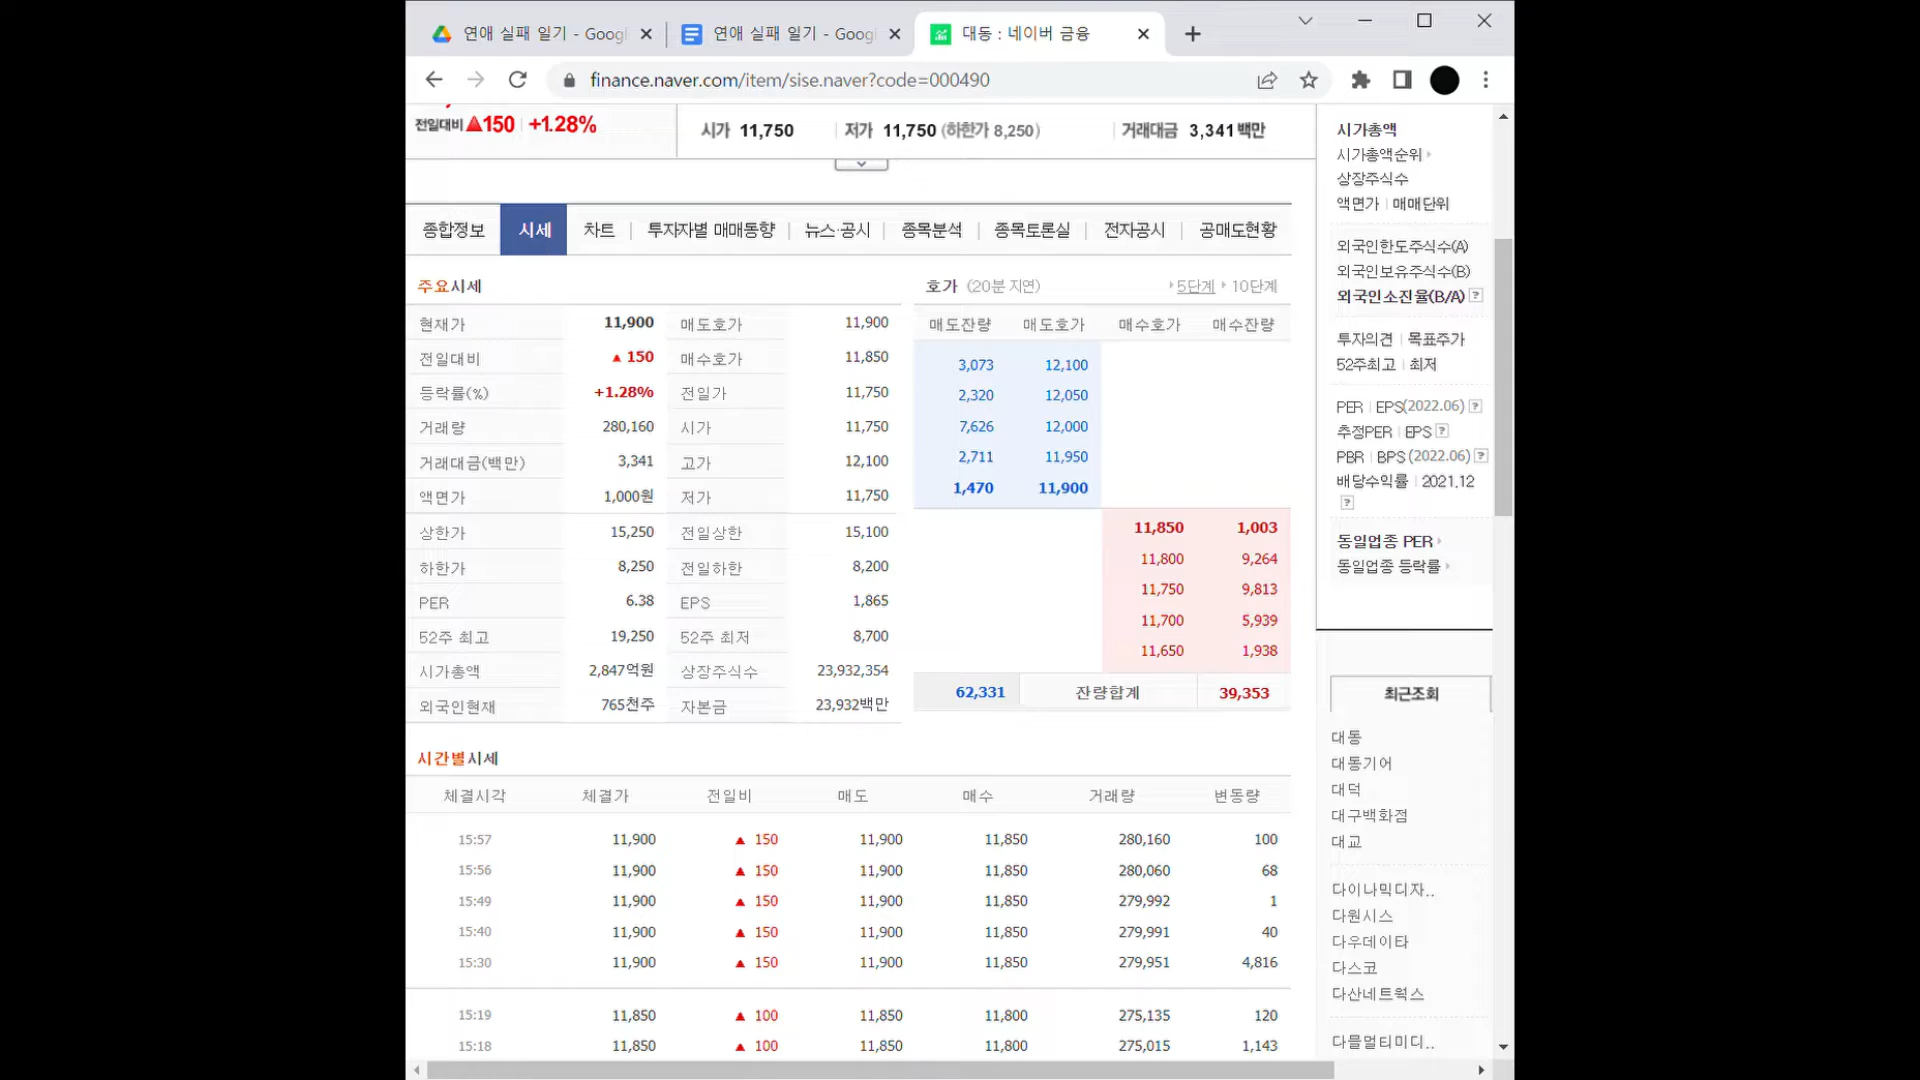 연애 실패 일기 - Googl
연애 실패 일기 - Googl
대동 : 네이버 금융
finance.naver.com/item/sise.naver?code=000490
전일대비 ▲150 +1.28%
시가 11,750 저가 11,750 (하한가 8,250) 거래대금 3,341 백만
종합정보 시세 차트 투자자별 매매동향 뉴스·공시 종목분석 종목토론실 전자공시 공매도현황
주요시세
현재가 11,900 매도호가 11,900
전일대비 ▲ 150 매수호가 11,850
등락률(%) +1.28% 전일가 11,750
거래량 280,160 시가 11,750
거래대금(백만) 3,341 고가 12,100
액면가 1,000원 저가 11,750
상한가 15,250 전일상한 15,100
하한가 8,250 전일하한 8,200
PER 6.38 EPS 1,865
52주 최고 19,250 52주 최저 8,700
시가총액 2,847억원 상장주식수 23,932,354
외국인현재 765천주 자본금 23,932백만
호가 (20분 지연) 5단계 10단계
매도잔량 매도호가 매수호가 매수잔량
3,073 12,100
2,320 12,050
7,626 12,000
2,711 11,950
1,470 11,900
11,850 1,003
11,800 9,264
11,750 9,813
11,700 5,939
11,650 1,938
62,331 잔량합계 39,353
시간별시세
체결시각 체결가 전일비 매도 매수 거래량 변동량
15:57 11,900 ▲ 150 11,900 11,850 280,160 100
15:56 11,900 ▲ 150 11,900 11,850 280,060 68
15:49 11,900 ▲ 150 11,900 11,850 279,992 1
15:40 11,900 ▲ 150 11,900 11,850 279,991 40
15:30 11,900 ▲ 150 11,900 11,850 279,951 4,816
15:19 11,850 ▲ 100 11,850 11,800 275,135 120
15:18 11,850 ▲ 100 11,850 11,800 275,015 1,143
시가총액
시가총액순위
상장주식수
액면가 | 매매단위
외국인한도주식수(A)
외국인보유주식수(B)
외국인소진율(B/A) ?
투자의견 | 목표주가
52주최고 | 최저
PER | EPS(2022.06) ?
추정PER | EPS ?
PBR | BPS (2022.06) ?
배당수익률 | 2021.12
?
동일업종 PER
동일업종 등락률
최근조회
대동
대동기어
대덕
대구백화점
대교
다이나믹디자..
다원시스
다우데이타
다스코
다산네트웍스
다믈멀티미디..